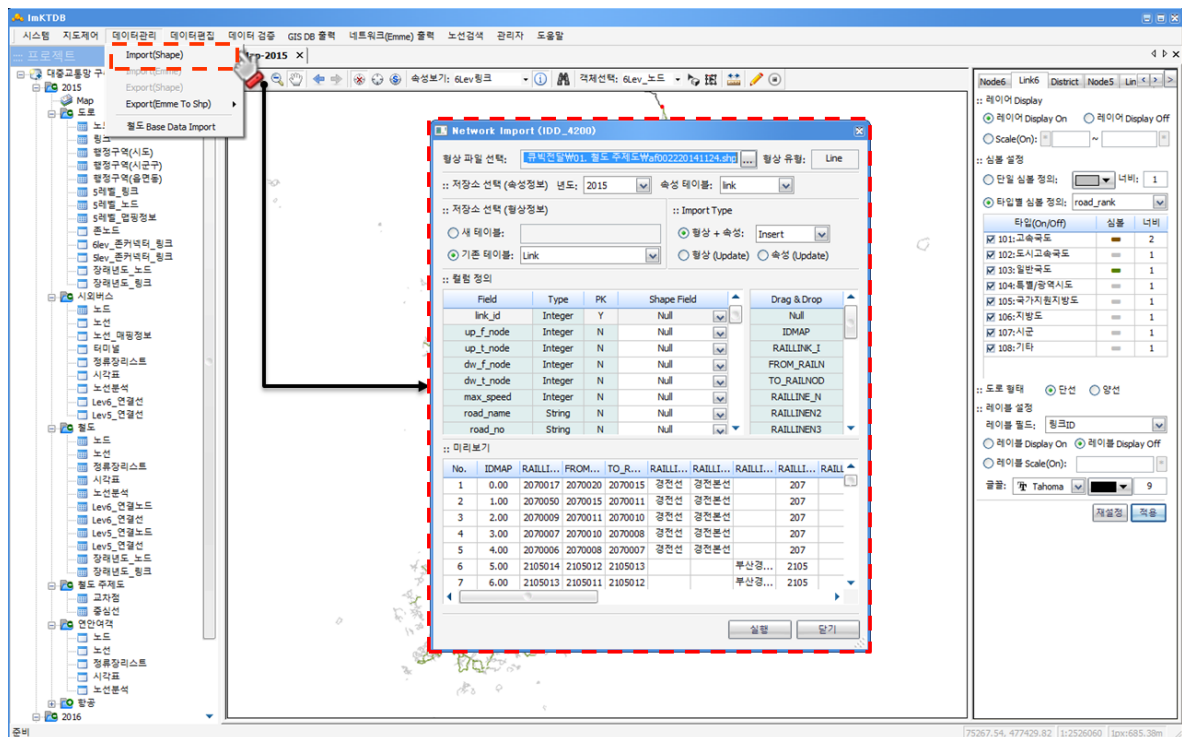 ImKTDB
시스템 지도제어 데이터관리 데이터편집 데이터 검증 GIS DB 출력 네트워크(Emme) 출력 노선검색 관리자 도움말
::: 프로젝트
Import(Shape)
Import(Emme)
Export(Shape)
Export(Emme To Shp)
철도 Base Data Import
-2015
속성보기: 6Lev링크
객체선택: 6Lev_노드
대중교통망 구
2015
Map
도로
노
링크
행정구역(시도)
행정구역(시군구)
행정구역(읍면동)
5레벨_링크
5레벨_노드
5레벨_맵핑정보
존노드
6lev_존커넥터_링크
5lev_존커넥터_링크
장래년도_노드
장래년도_링크
시외버스
노드
노선
노선_매핑정보
터미널
정류장리스트
시각표
노선분석
Lev6_연결선
Lev5_연결선
철도
노드
노선
정류장리스트
시각표
노선분석
Lev6_연결노드
Lev6_연결선
Lev5_연결노드
Lev5_연결선
장래년도_노드
장래년도_링크
철도 주제도
교차점
중심선
연안여객
노드
노선
정류장리스트
시각표
노선분석
항공
2016
Network Import (IDD_4200)
형상 파일 선택: 큐빅전달￦01. 철도 주제도￦af002220141124.shp ... 형상 유형: Line
:: 저장소 선택 (속성정보) 년도: 2015 속성 테이블: link
:: 저장소 선택 (형상정보)
새 테이블:
기존 테이블: Link
:: Import Type
형상 + 속성: Insert
형상 (Update) 속성 (Update)
:: 컬럼 정의
Field Type PK Shape Field Drag & Drop
link_id Integer Y Null Null
up_f_node Integer N Null IDMAP
up_t_node Integer N Null RAILLINK_I
dw_f_node Integer N Null FROM_RAILN
dw_t_node Integer N Null TO_RAILNOD
max_speed Integer N Null RAILLINE_N
road_name String N Null RAILLINEN2
road_no String N Null RAILLINEN3
:: 미리보기
No. IDMAP RAILLI... FROM... TO_R... RAILLI... RAILLI... RAILLI... RAILLI... RAILL
1 0.00 2070017 2070020 2070015 경전선 경전본선 207
2 1.00 2070050 2070015 2070011 경전선 경전본선 207
3 2.00 2070009 2070011 2070010 경전선 경전본선 207
4 3.00 2070007 2070010 2070008 경전선 경전본선 207
5 4.00 2070006 2070008 2070007 경전선 경전본선 207
6 5.00 2105014 2105012 2105013 부산경... 2105
7 6.00 2105013 2105011 2105012 부산경... 2105
실행 닫기
Node6 Link6 District Node5 Lin
:: 레이어 Display
레이어 Display On 레이어 Display Off
Scale(On): ~
:: 심볼 설정
단일 심볼 정의: 너비: 1
타입별 심볼 정의: road_rank
타입(On/Off) 심볼 너비
101:고속국도 2
102:도시고속국도 1
103:일반국도 1
104:특별/광역시도 1
105:국가지원지방도 1
106:지방도 1
107:시군 1
108:기타 1
:: 도로 형태 단선 양선
:: 레이블 설정
레이블 필드: 링크ID
레이블 Display On 레이블 Display Off
레이블 Scale(On):
글꼴: Tahoma 9
재설정 적용
준비
75267.54, 477429.82 1:2526060 1px:685.38m